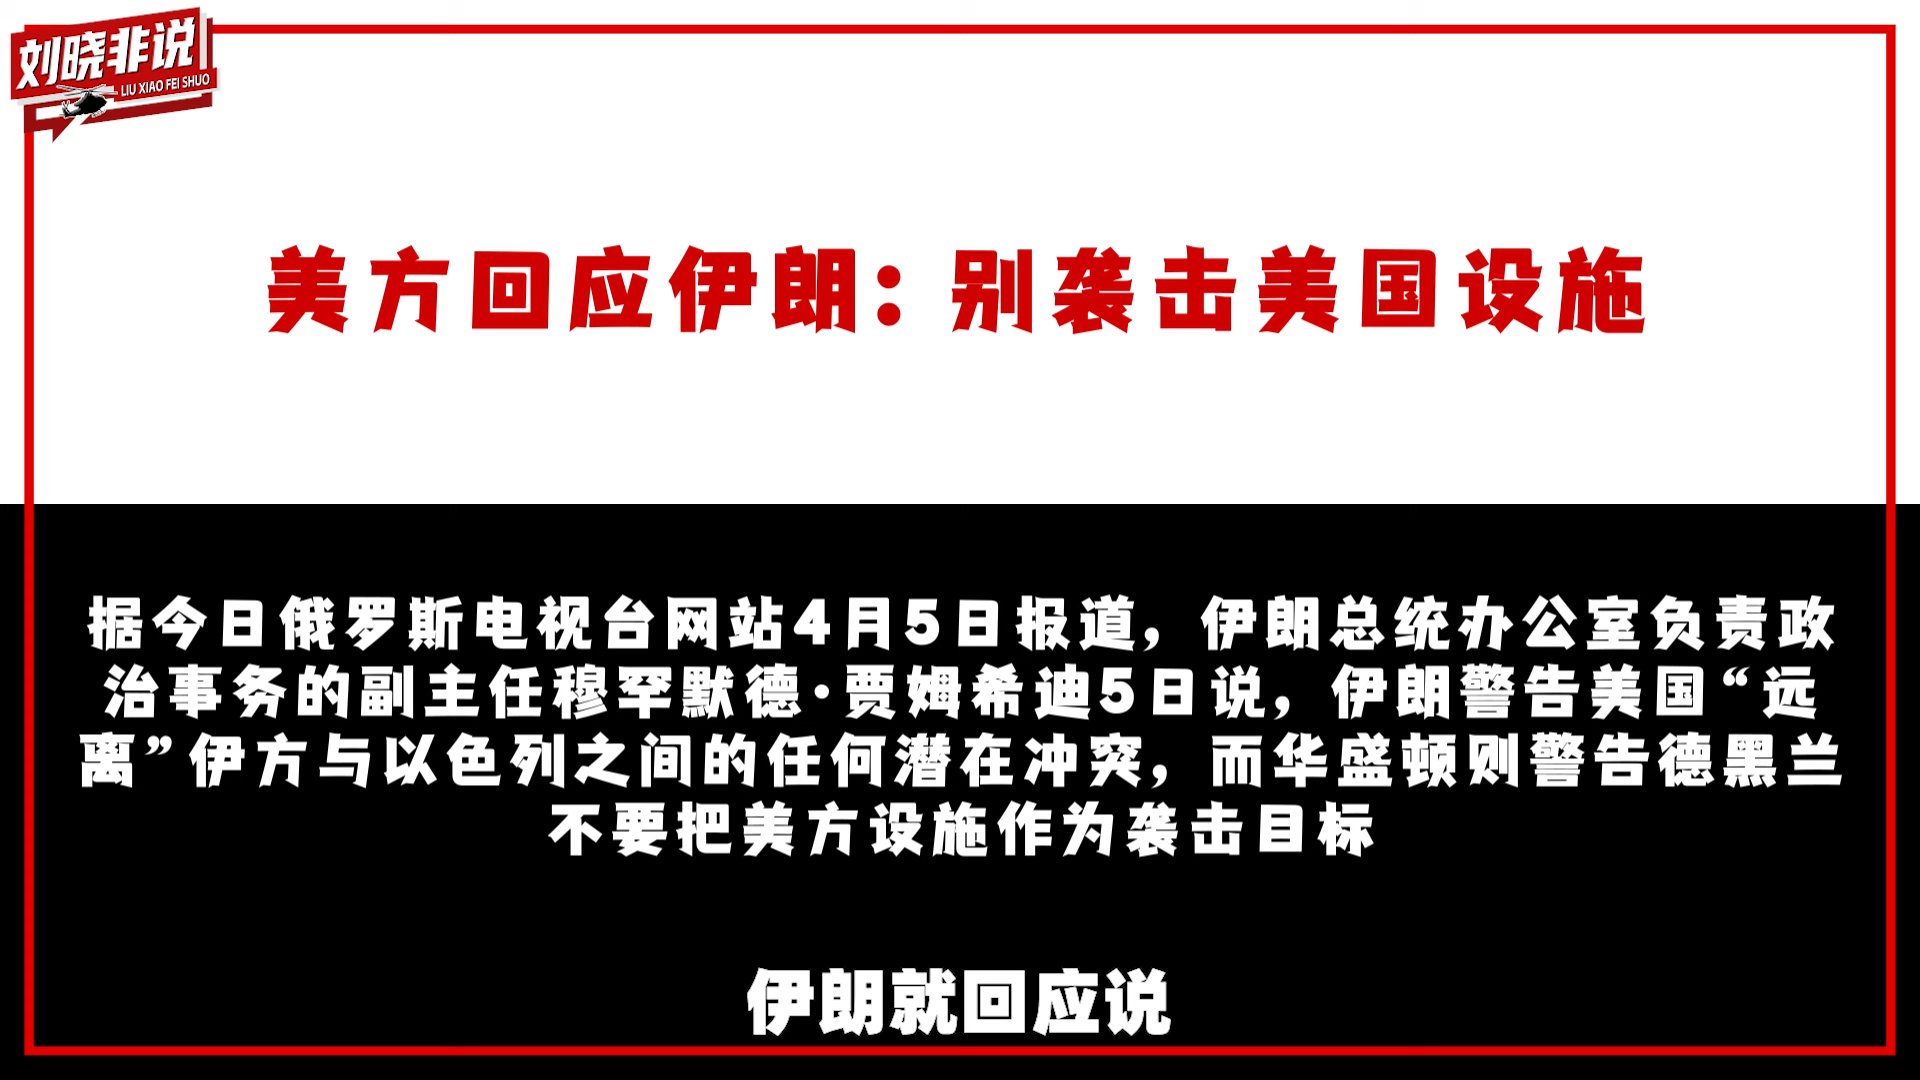 刘晓非说
LIU XIAO FEI SHUO
美方回应伊朗：别袭击美国设施
据今日俄罗斯电视台网站4月5日报道，伊朗总统办公室负责政
治事务的副主任穆罕默德·贾姆希迪5日说，伊朗警告美国“远
离”伊方与以色列之间的任何潜在冲突，而华盛顿则警告德黑兰
不要把美方设施作为袭击目标
伊朗就回应说